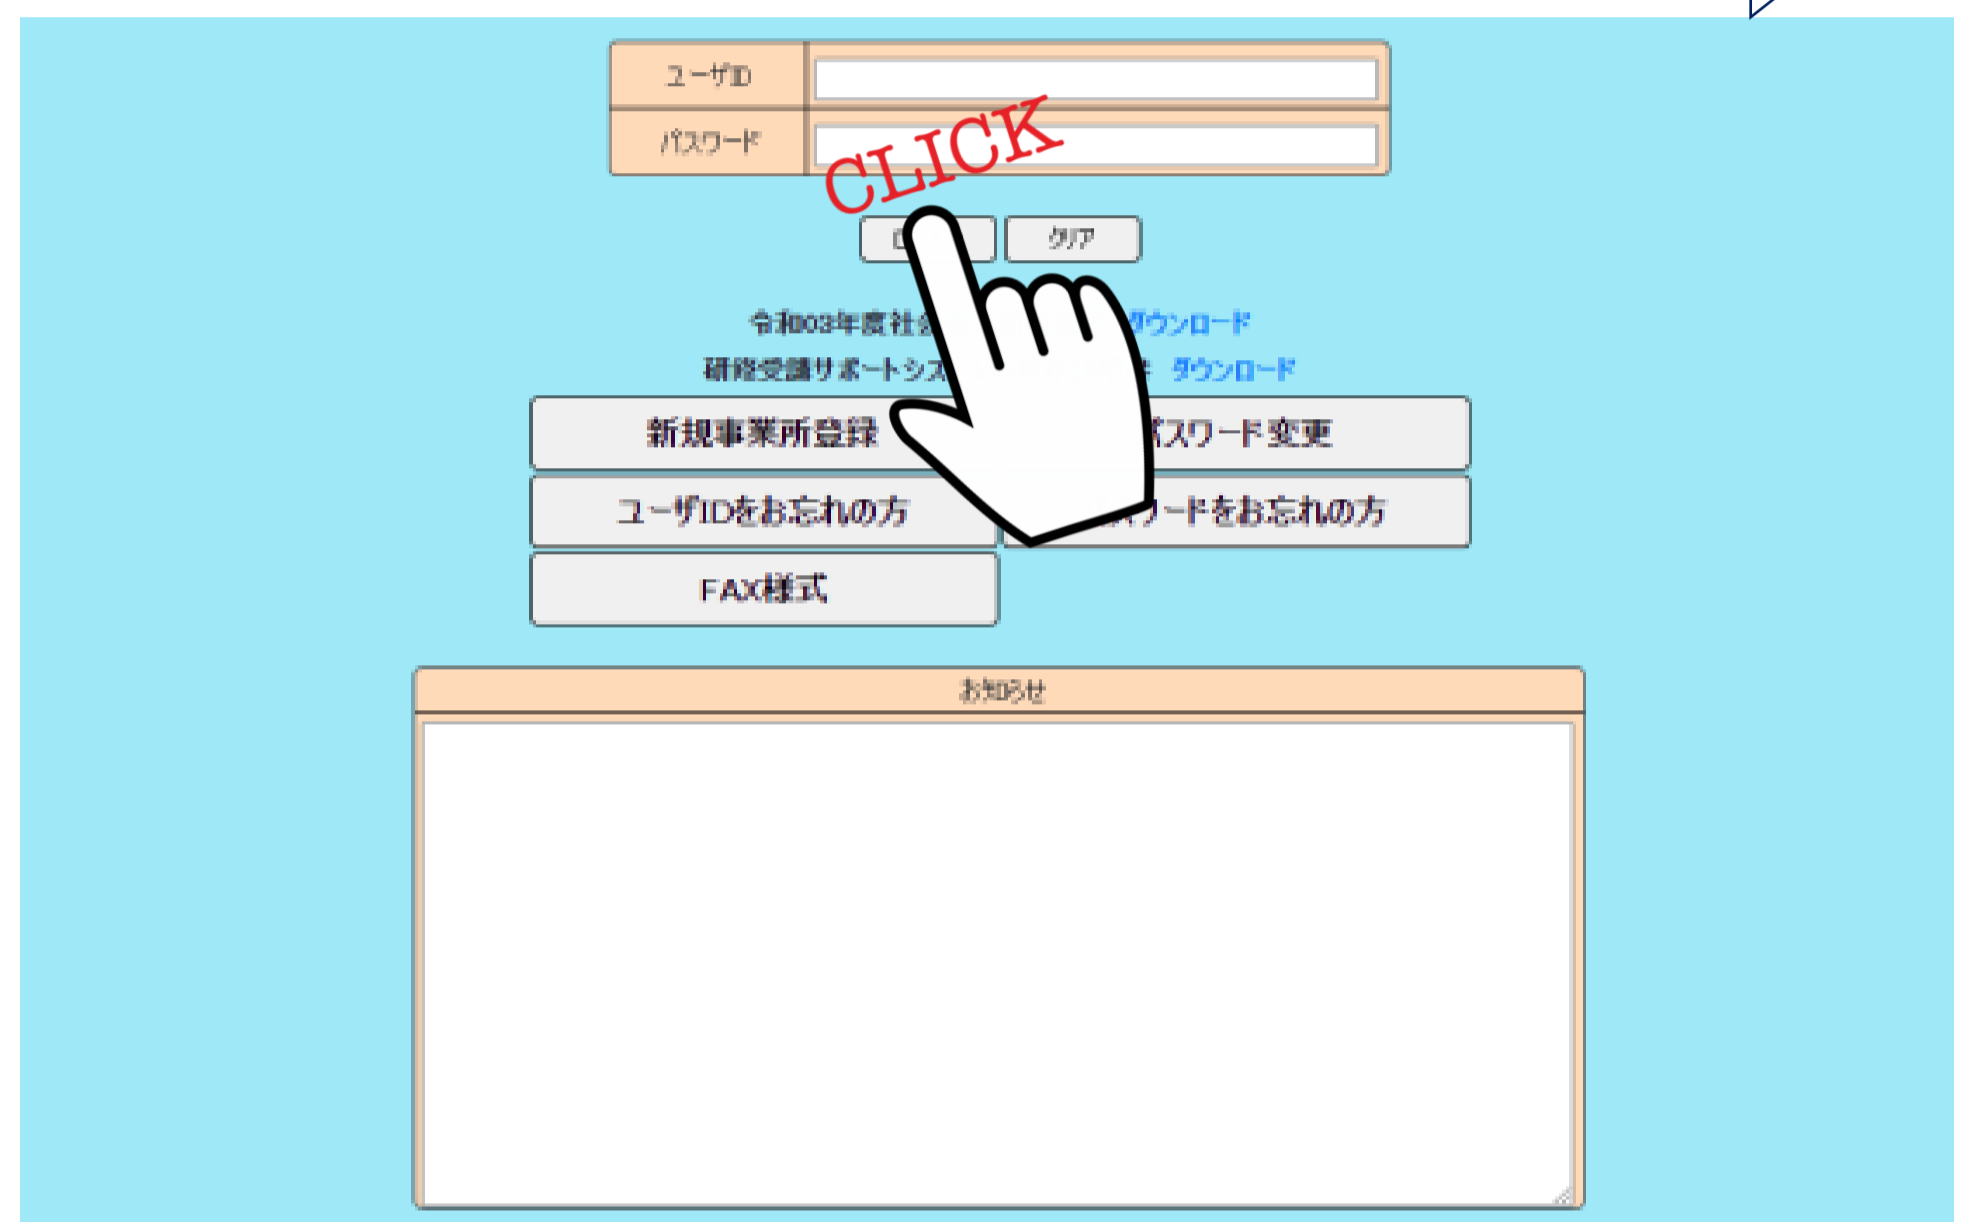 ユーザID
パスワード
CLICK
クリア
令和03年度社会 ダウンロード
研修受講サポートシス ダウンロード
新規事業所登録 パスワード変更
ユーザIDをお忘れの方 パスワードをお忘れの方
FAX様式
お知らせ